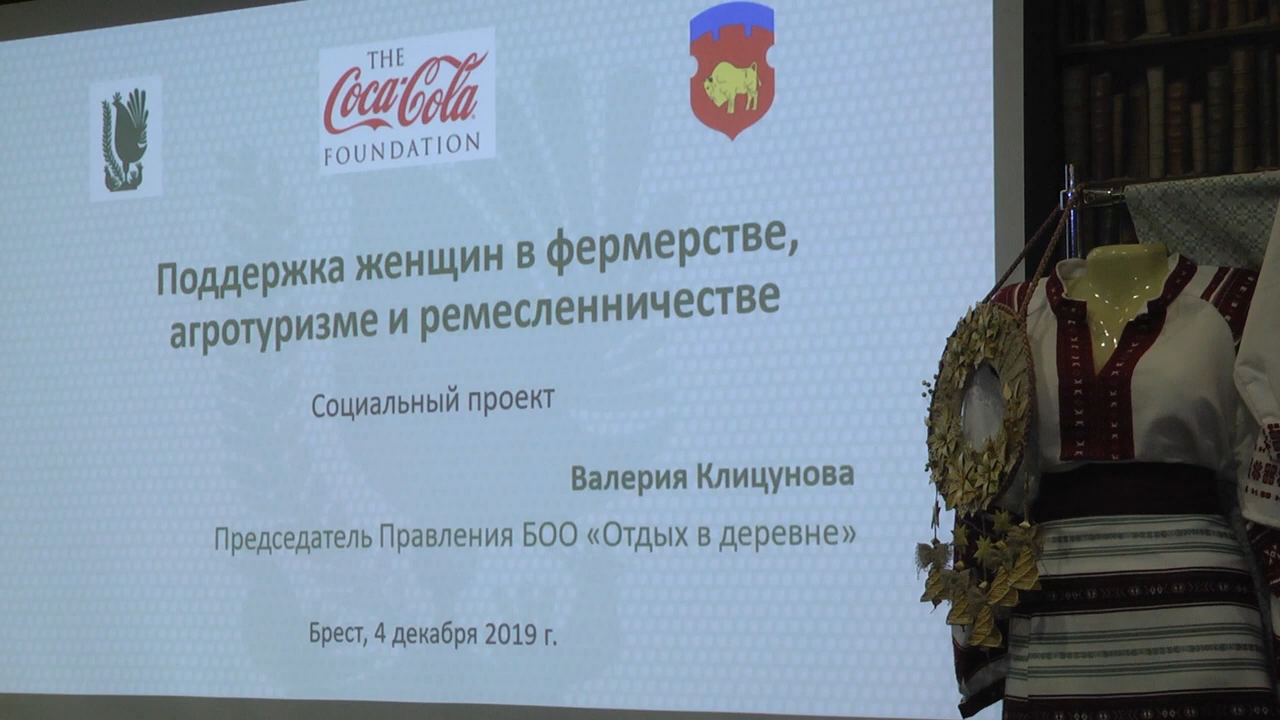 THE
Coca-Cola
FOUNDATION
Поддержка женщин в фермерстве,
агротуризме и ремесленничестве
Социальный проект
Валерия Клицунова
Председатель Правления БОО «Отдых в деревне»
Брест, 4 декабря 2019 г.